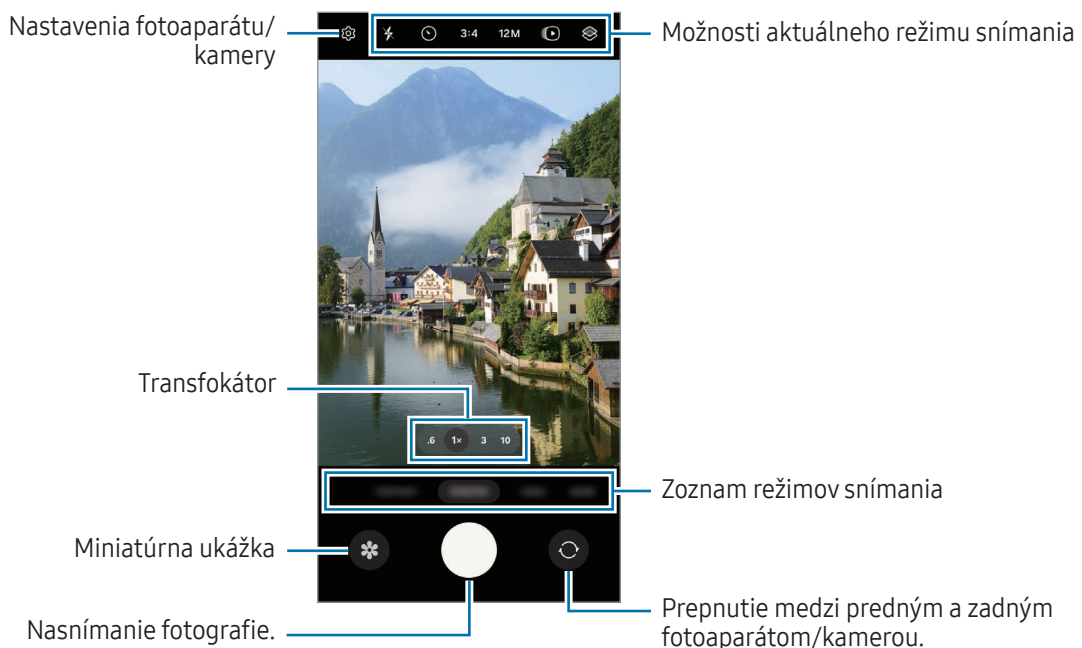 Nastavenia fotoaparátu/
kamery
Možnosti aktuálneho režimu snímania
3:4 12M
Transfokátor
.6 1× 3 10
Zoznam režimov snímania
Miniatúrna ukážka
Nasnímanie fotografie.
Prepnutie medzi predným a zadným
fotoaparátom/kamerou.